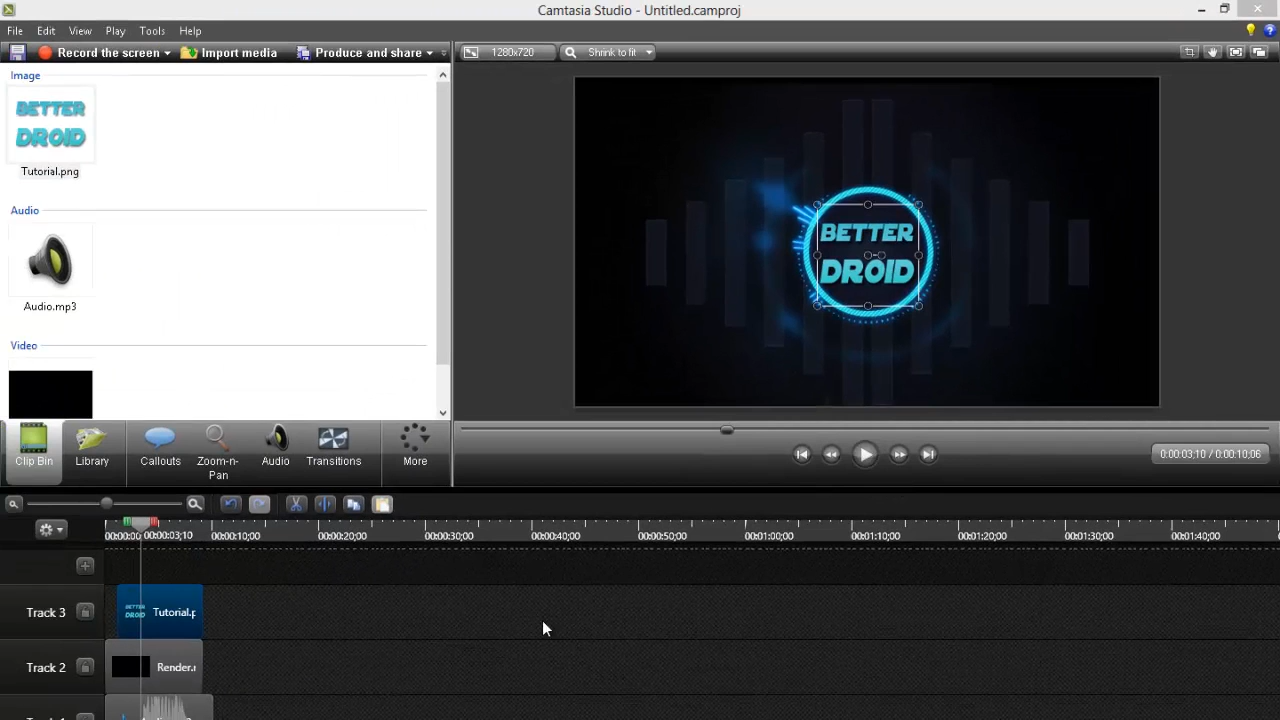 Camtasia Studio - Untitled.camproj
File Edit View Play Tools Help
Record the screen Import media Produce and share
1280x720 Shrink to fit
Image
BETTER
DROID
Tutorial.png
Audio
Audio.mp3
Video
BETTER
DROID
Clip Bin Library Callouts Zoom-n-Pan Audio Transitions More
0:00:03;10 / 0:00:10;06
00:00:00 00:00:03;10 00:00:10;00 00:00:20;00 00:00:30;00 00:00:40;00 00:00:50;00 00:01:00;00 00:01:10;00 00:01:20;00 00:01:30;00 00:01:40;00
Track 3 BETTER DROID Tutorial.p
Track 2 Render.r